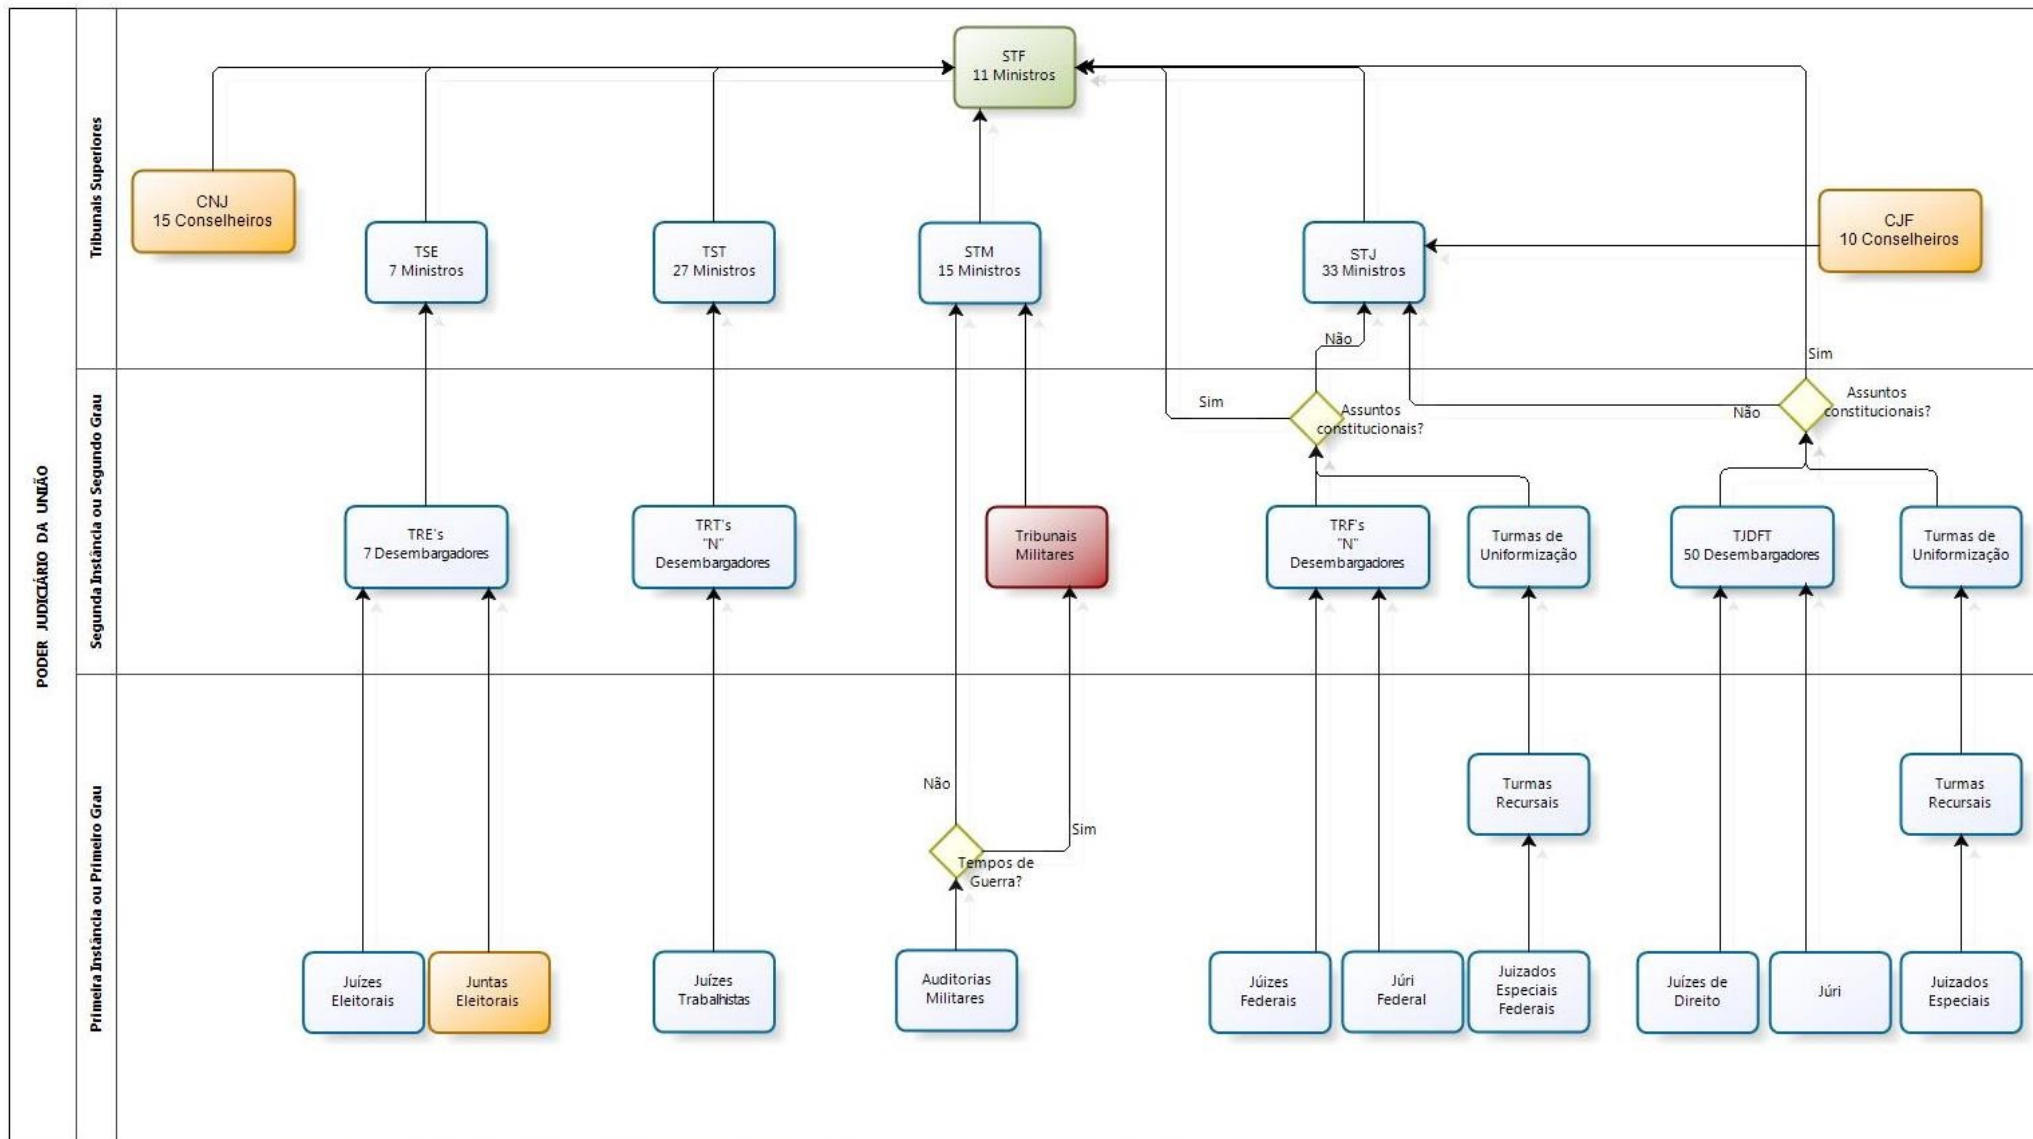 PODER JUDICIÁRIO DA UNIÃO
Tribunais Superiores
STF
11 Ministros
CNJ
15 Conselheiros
CJF
10 Conselheiros
TSE
7 Ministros
TST
27 Ministros
STM
15 Ministros
STJ
33 Ministros
Não
Sim
Segunda Instância ou Segundo Grau
Sim
Assuntos
constitucionais?
Não
Assuntos
constitucionais?
TRE's
7 Desembargadores
TRT's
"N"
Desembargadores
Tribunais
Militares
TRF's
"N"
Desembargadores
Turmas de
Uniformização
TJDFT
50 Desembargadores
Turmas de
Uniformização
Primeira Instância ou Primeiro Grau
Não
Sim
Tempos de
Guerra?
Turmas
Recursais
Turmas
Recursais
Juízes
Eleitorais
Juntas
Eleitorais
Juízes
Trabalhistas
Auditorias
Militares
Júizes
Federais
Júri
Federal
Juizados
Especiais
Federais
Juízes de
Direito
Júri
Juizados
Especiais